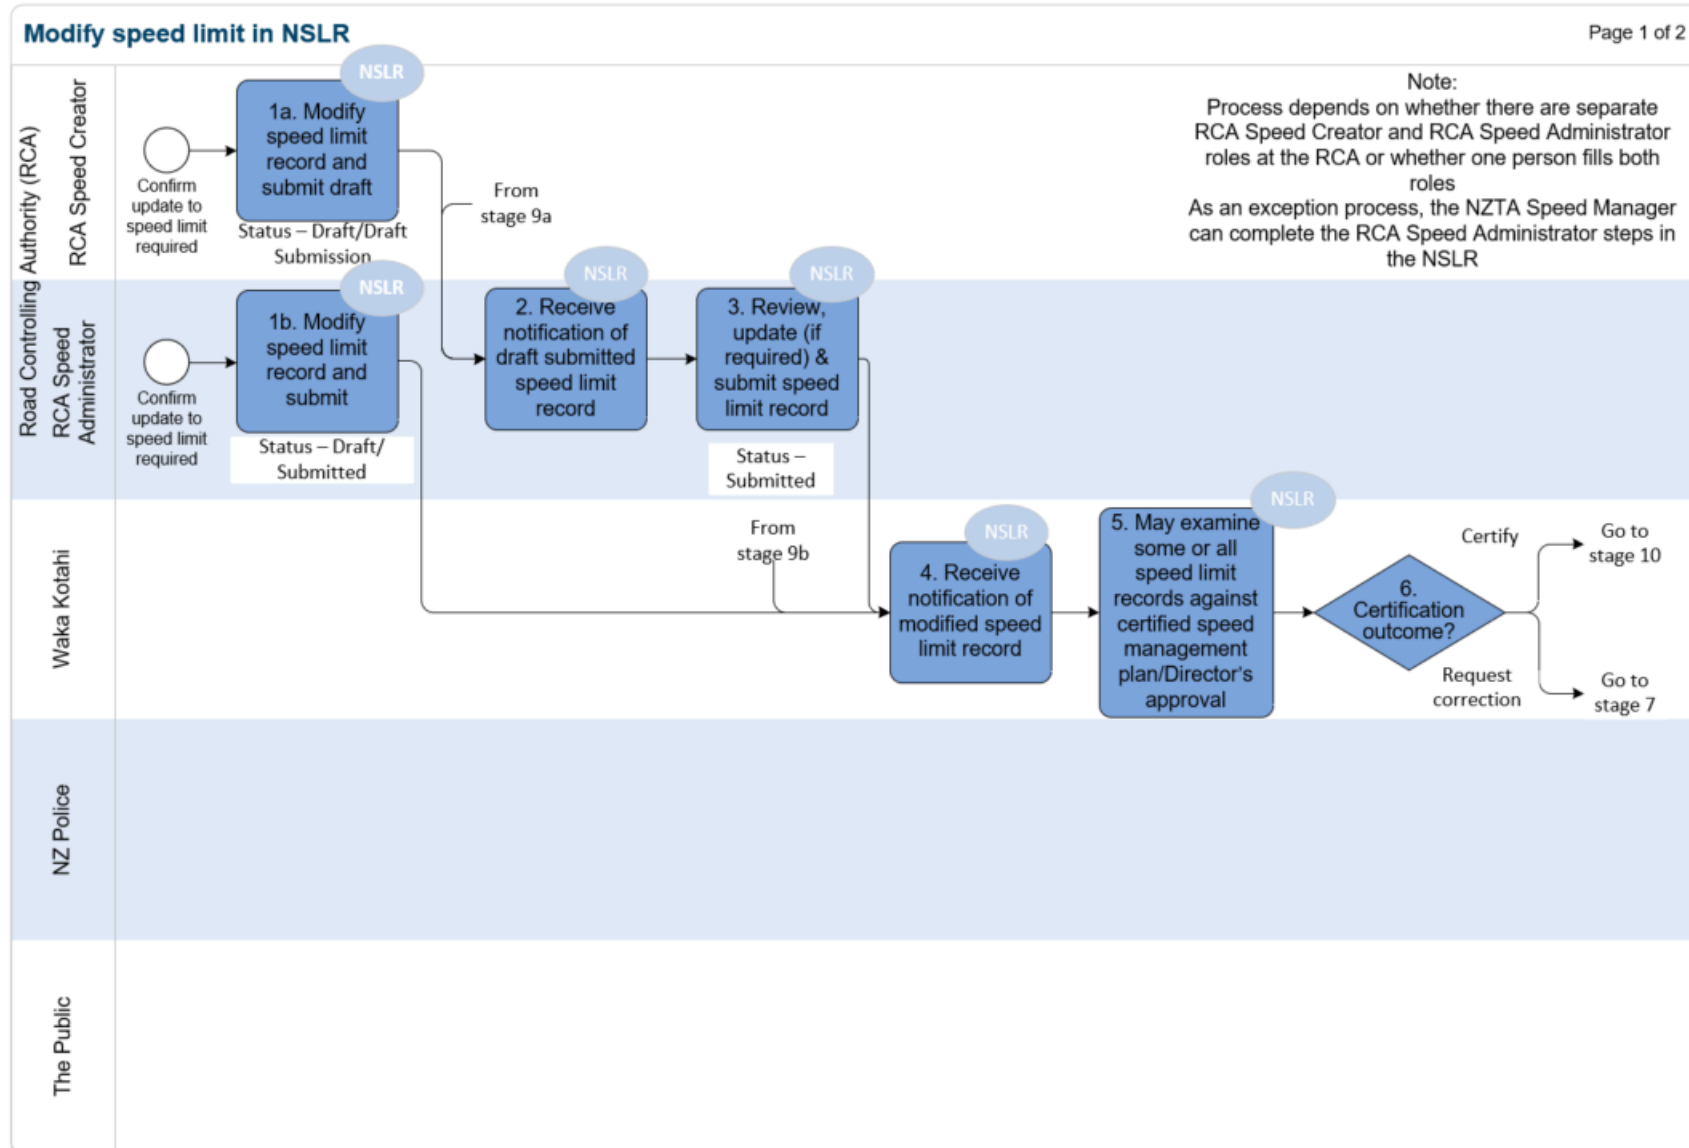 Modify speed limit in NSLR
Page 1 of 2
Road Controlling Authority (RCA)
RCA Speed Creator
Confirm
update to
speed limit
required
NSLR
1a. Modify
speed limit
record and
submit draft
Status – Draft/Draft
Submission
From
stage 9a
Note:
Process depends on whether there are separate
RCA Speed Creator and RCA Speed Administrator
roles at the RCA or whether one person fills both
roles
As an exception process, the NZTA Speed Manager
can complete the RCA Speed Administrator steps in
the NSLR
RCA Speed
Administrator
Confirm
update to
speed limit
required
NSLR
1b. Modify
speed limit
record and
submit
Status – Draft/
Submitted
NSLR
2. Receive
notification of
draft submitted
speed limit
record
NSLR
3. Review,
update (if
required) &
submit speed
limit record
Status –
Submitted
Waka Kotahi
From
stage 9b
NSLR
4. Receive
notification of
modified speed
limit record
NSLR
5. May examine
some or all
speed limit
records against
certified speed
management
plan/Director's
approval
6.
Certification
outcome?
Certify
Go to
stage 10
Request
correction
Go to
stage 7
NZ Police
The Public